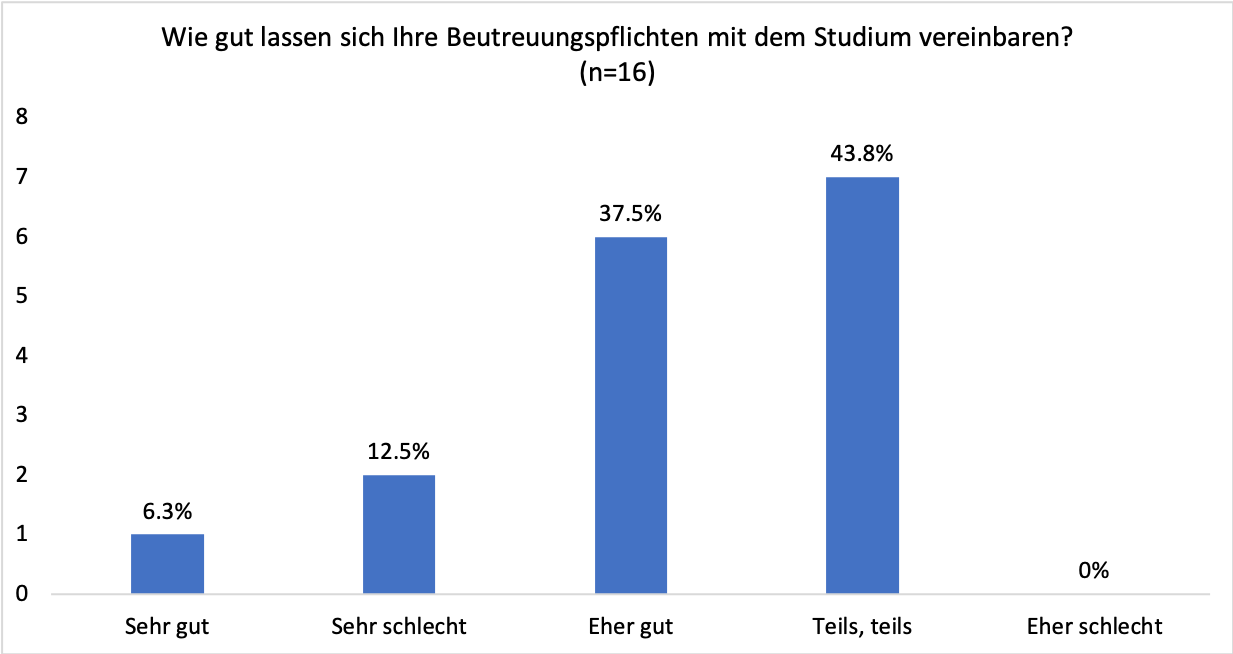 Wie gut lassen sich Ihre Beutreuungspflichten mit dem Studium vereinbaren?
(n=16)
8
7
6
5
4
3
2
1
0
6.3%
12.5%
37.5%
43.8%
0%
Sehr gut
Sehr schlecht
Eher gut
Teils, teils
Eher schlecht